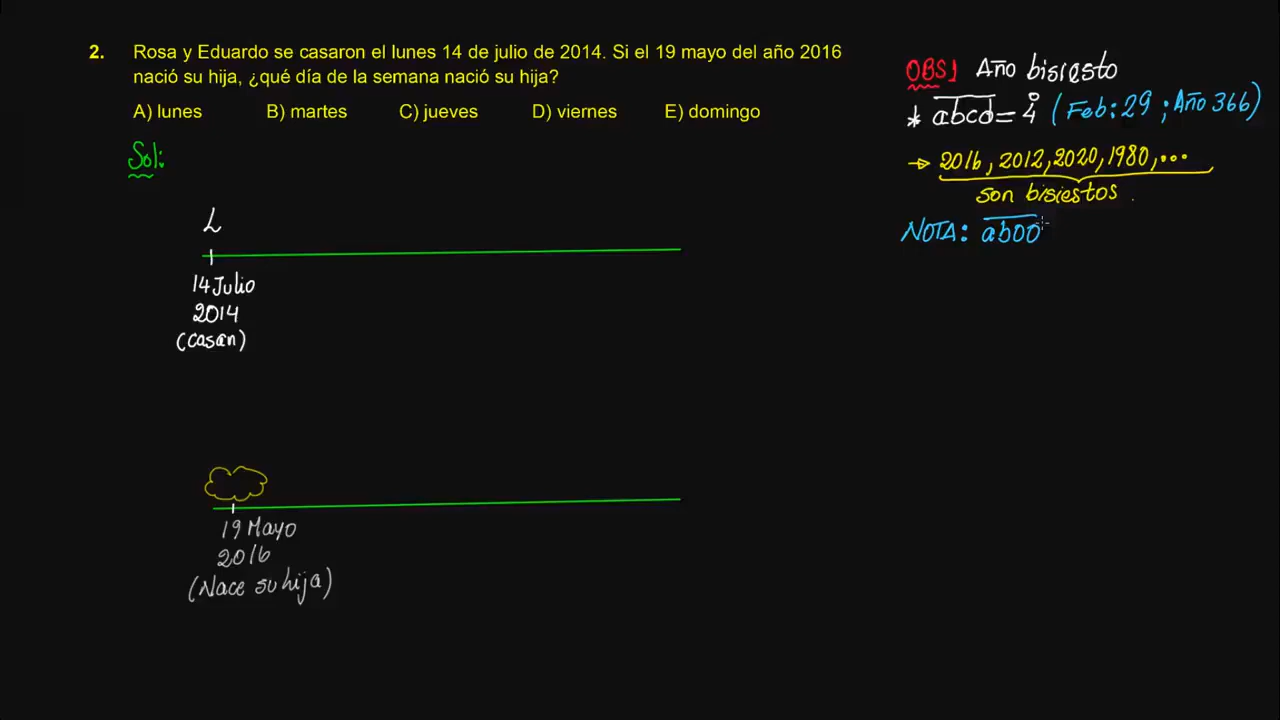 2. Rosa y Eduardo se casaron el lunes 14 de julio de 2014. Si el 19 mayo del año 2016
nació su hija, ¿qué día de la semana nació su hija?
A) lunes B) martes C) jueves D) viernes E) domingo
Sol:
L
14 Julio
2014
(casan)
19 Mayo
2016
(Nace su hija)
OBS1 Año bisiesto
* abcd = 4° (Feb: 29 ; Año 366)
→ 2016, 2012, 2020, 1980, ...
son bisiestos.
NOTA: ab00